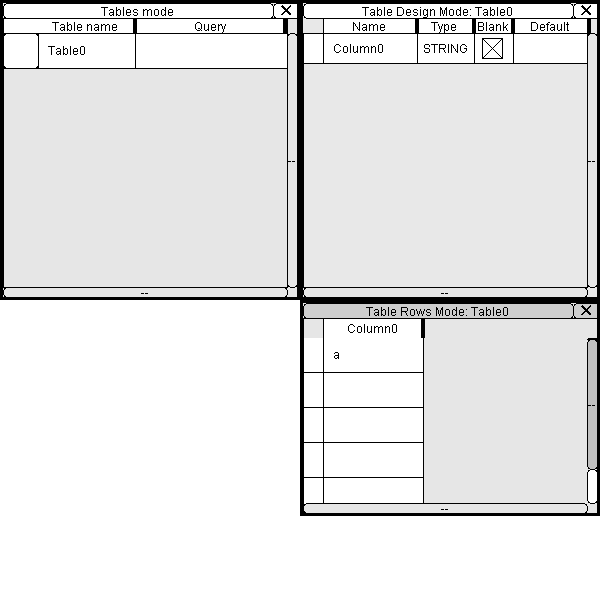 Tables mode
Table name Query
Table0
--
--
Table Design Mode: Table0
Name Type Blank Default
Column0 STRING
--
--
Table Rows Mode: Table0
Column0
a
--
--